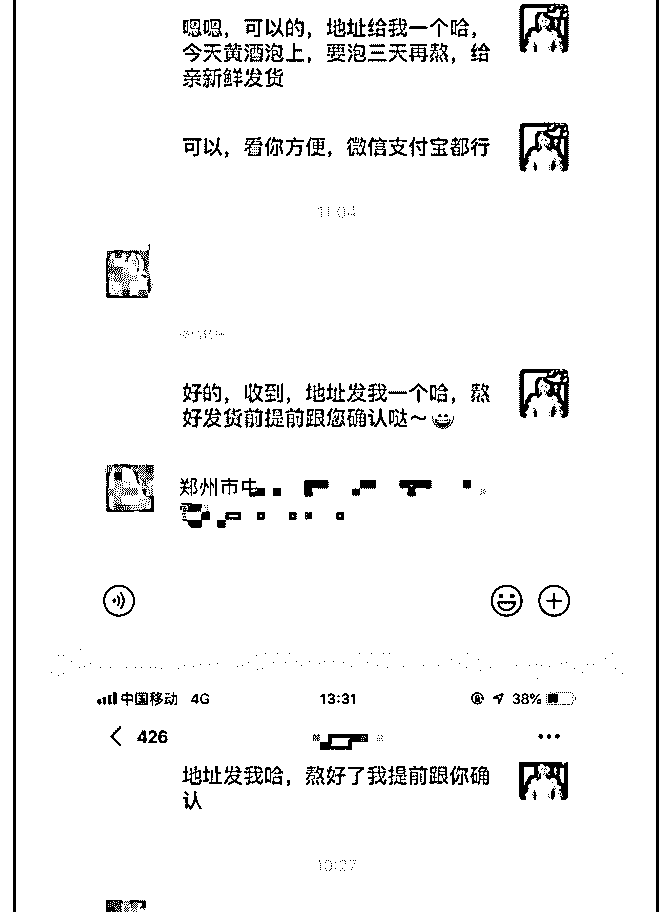 嗯嗯，可以的，地址给我一个哈，
今天黄酒泡上，要泡三天再熬，给
亲新鲜发货
可以，看你方便，微信支付宝都行
11:04
好的，收到，地址发我一个哈，熬
好发货前提前跟您确认哒～😀
郑州市
中国移动 4G 13:31 38%
426
地址发我哈，熬好了我提前跟你确
认
10:27